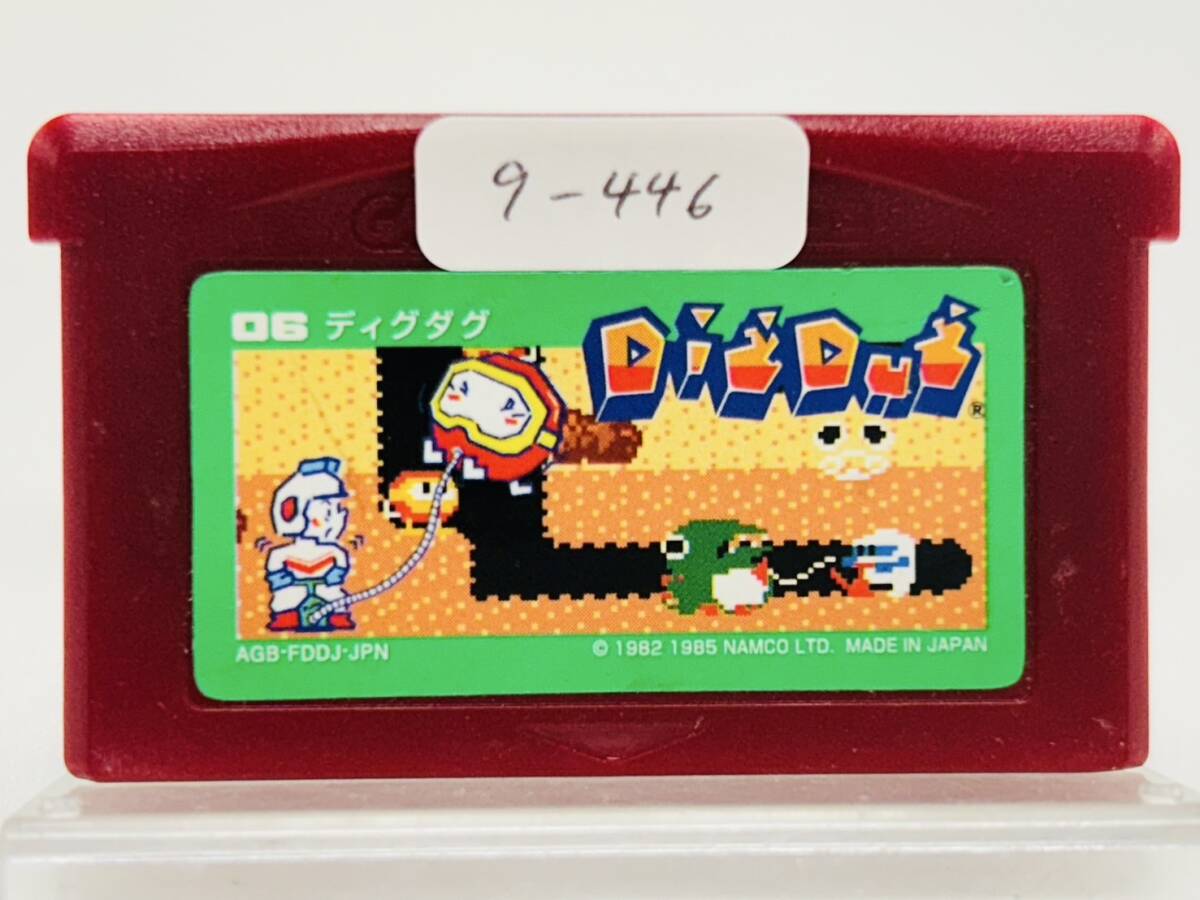 9-446
06 ディグダグ
DIGDUG®
AGB-FDDJ-JPN
© 1982 1985 NAMCO LTD. MADE IN JAPAN